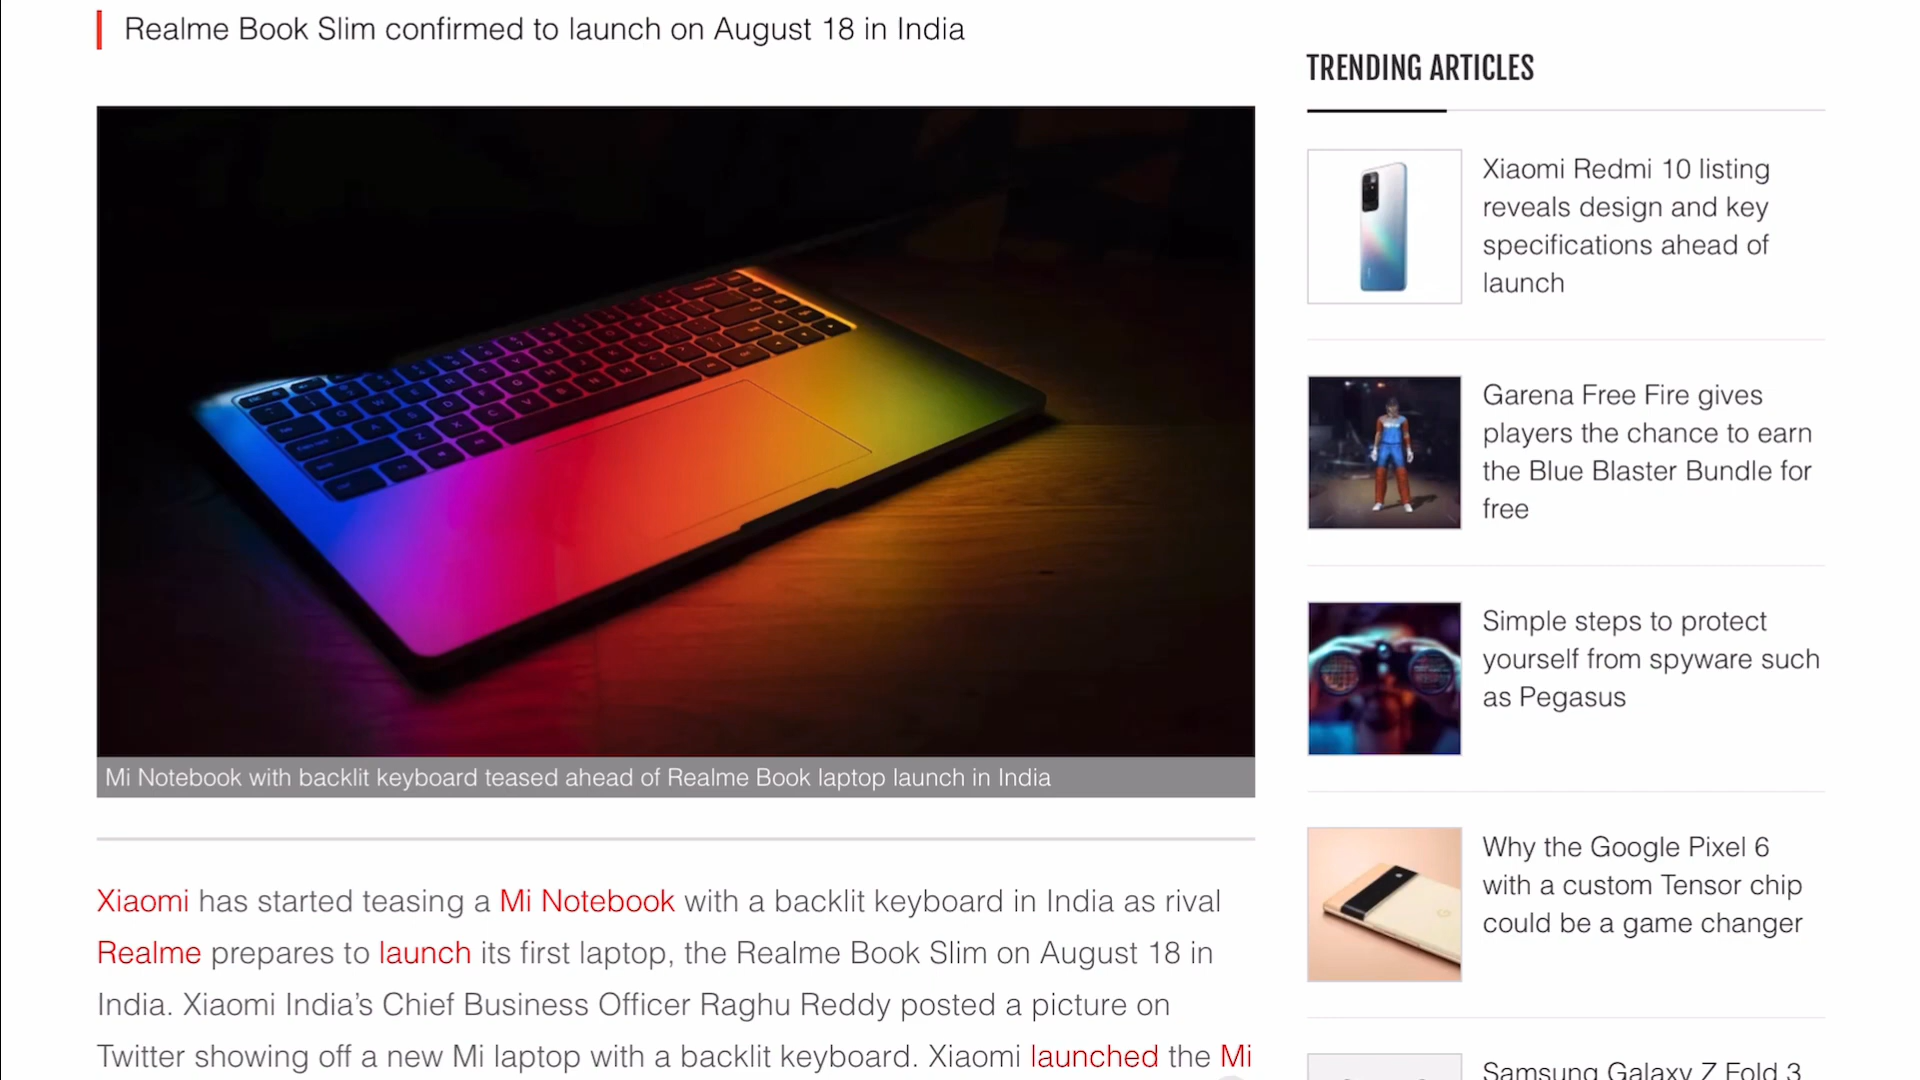 Realme Book Slim confirmed to launch on August 18 in India
Mi Notebook with backlit keyboard teased ahead of Realme Book laptop launch in India
Xiaomi has started teasing a Mi Notebook with a backlit keyboard in India as rival
Realme prepares to launch its first laptop, the Realme Book Slim on August 18 in
India. Xiaomi India’s Chief Business Officer Raghu Reddy posted a picture on
Twitter showing off a new Mi laptop with a backlit keyboard. Xiaomi launched the Mi
TRENDING ARTICLES
Xiaomi Redmi 10 listing
reveals design and key
specifications ahead of
launch
Garena Free Fire gives
players the chance to earn
the Blue Blaster Bundle for
free
Simple steps to protect
yourself from spyware such
as Pegasus
Why the Google Pixel 6
with a custom Tensor chip
could be a game changer
Samsung Galaxy Z Fold 3